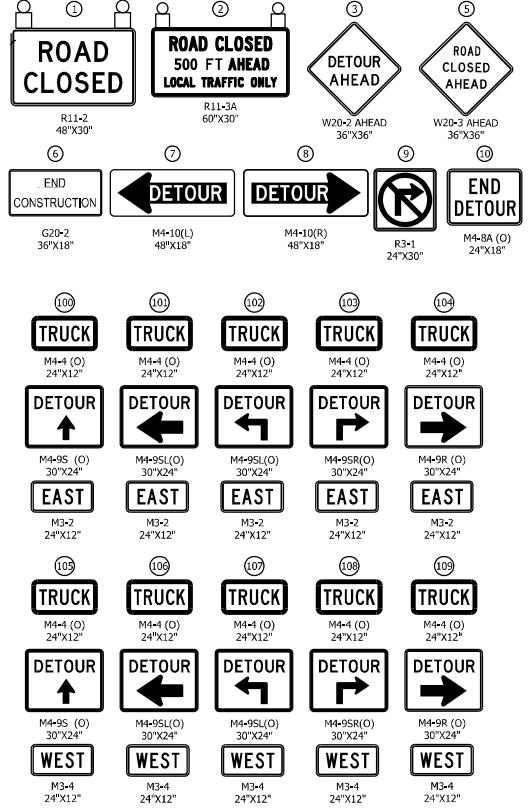 1 2 3 5
ROAD
CLOSED
R11-2
48"X30"
ROAD CLOSED
500 FT AHEAD
LOCAL TRAFFIC ONLY
R11-3A
60"X30"
DETOUR
AHEAD
W20-2 AHEAD
36"X36"
ROAD
CLOSED
AHEAD
W20-3 AHEAD
36"X36"
6 7 8 9 10
END
CONSTRUCTION
G20-2
36"X18"
DETOUR
M4-10(L)
48"X18"
DETOUR
M4-10(R)
48"X18"
R3-1
24"X30"
END
DETOUR
M4-8A (O)
24"X18"
100 101 102 103 104
TRUCK TRUCK TRUCK TRUCK TRUCK
M4-4 (O) M4-4 (O) M4-4 (O) M4-4 (O) M4-4 (O)
24"X12" 24"X12" 24"X12" 24"X12" 24"X12"
DETOUR DETOUR DETOUR DETOUR DETOUR
M4-9S (O) M4-9SL(O) M4-9SL(O) M4-9SR(O) M4-9R (O)
30"X24" 30"X24" 30"X24" 30"X24" 30"X24"
EAST EAST EAST EAST EAST
M3-2 M3-2 M3-2 M3-2 M3-2
24"X12" 24"X12" 24"X12" 24"X12" 24"X12"
105 106 107 108 109
TRUCK TRUCK TRUCK TRUCK TRUCK
M4-4 (O) M4-4 (O) M4-4 (O) M4-4 (O) M4-4 (O)
24"X12" 24"X12" 24"X12" 24"X12" 24"X12"
DETOUR DETOUR DETOUR DETOUR DETOUR
M4-9S (O) M4-9SL(O) M4-9SL(O) M4-9SR(O) M4-9R (O)
30"X24" 30"X24" 30"X24" 30"X24" 30"X24"
WEST WEST WEST WEST WEST
M3-4 M3-4 M3-4 M3-4 M3-4
24"X12" 24"X12" 24"X12" 24"X12" 24"X12"